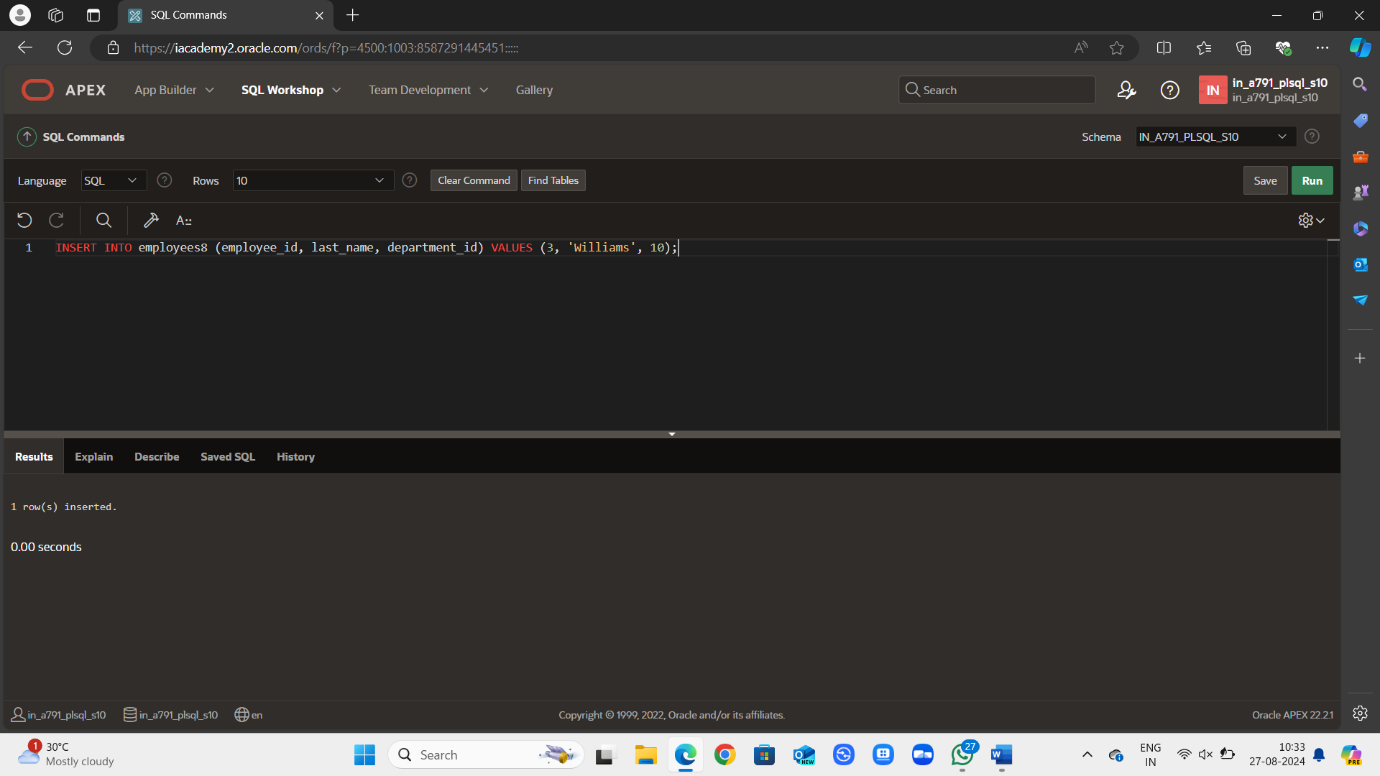 SQL Commands
https://iacademy2.oracle.com/ords/f?p=4500:1003:8587291445451:::::
APEX App Builder SQL Workshop Team Development Gallery Search IN in_a791_plsql_s10
in_a791_plsql_s10
SQL Commands Schema IN_A791_PLSQL_S10
Language SQL Rows 10 Clear Command Find Tables Save Run
A::
1 INSERT INTO employees8 (employee_id, last_name, department_id) VALUES (3, 'Williams', 10);
Results Explain Describe Saved SQL History
1 row(s) inserted.
0.00 seconds
in_a791_plsql_s10 in_a791_plsql_s10 en Copyright © 1999, 2022, Oracle and/or its affiliates. Oracle APEX 22.2.1
1 30°C
Mostly cloudy
Search
NEW
27
ENG
IN
10:33
27-08-2024
PRE